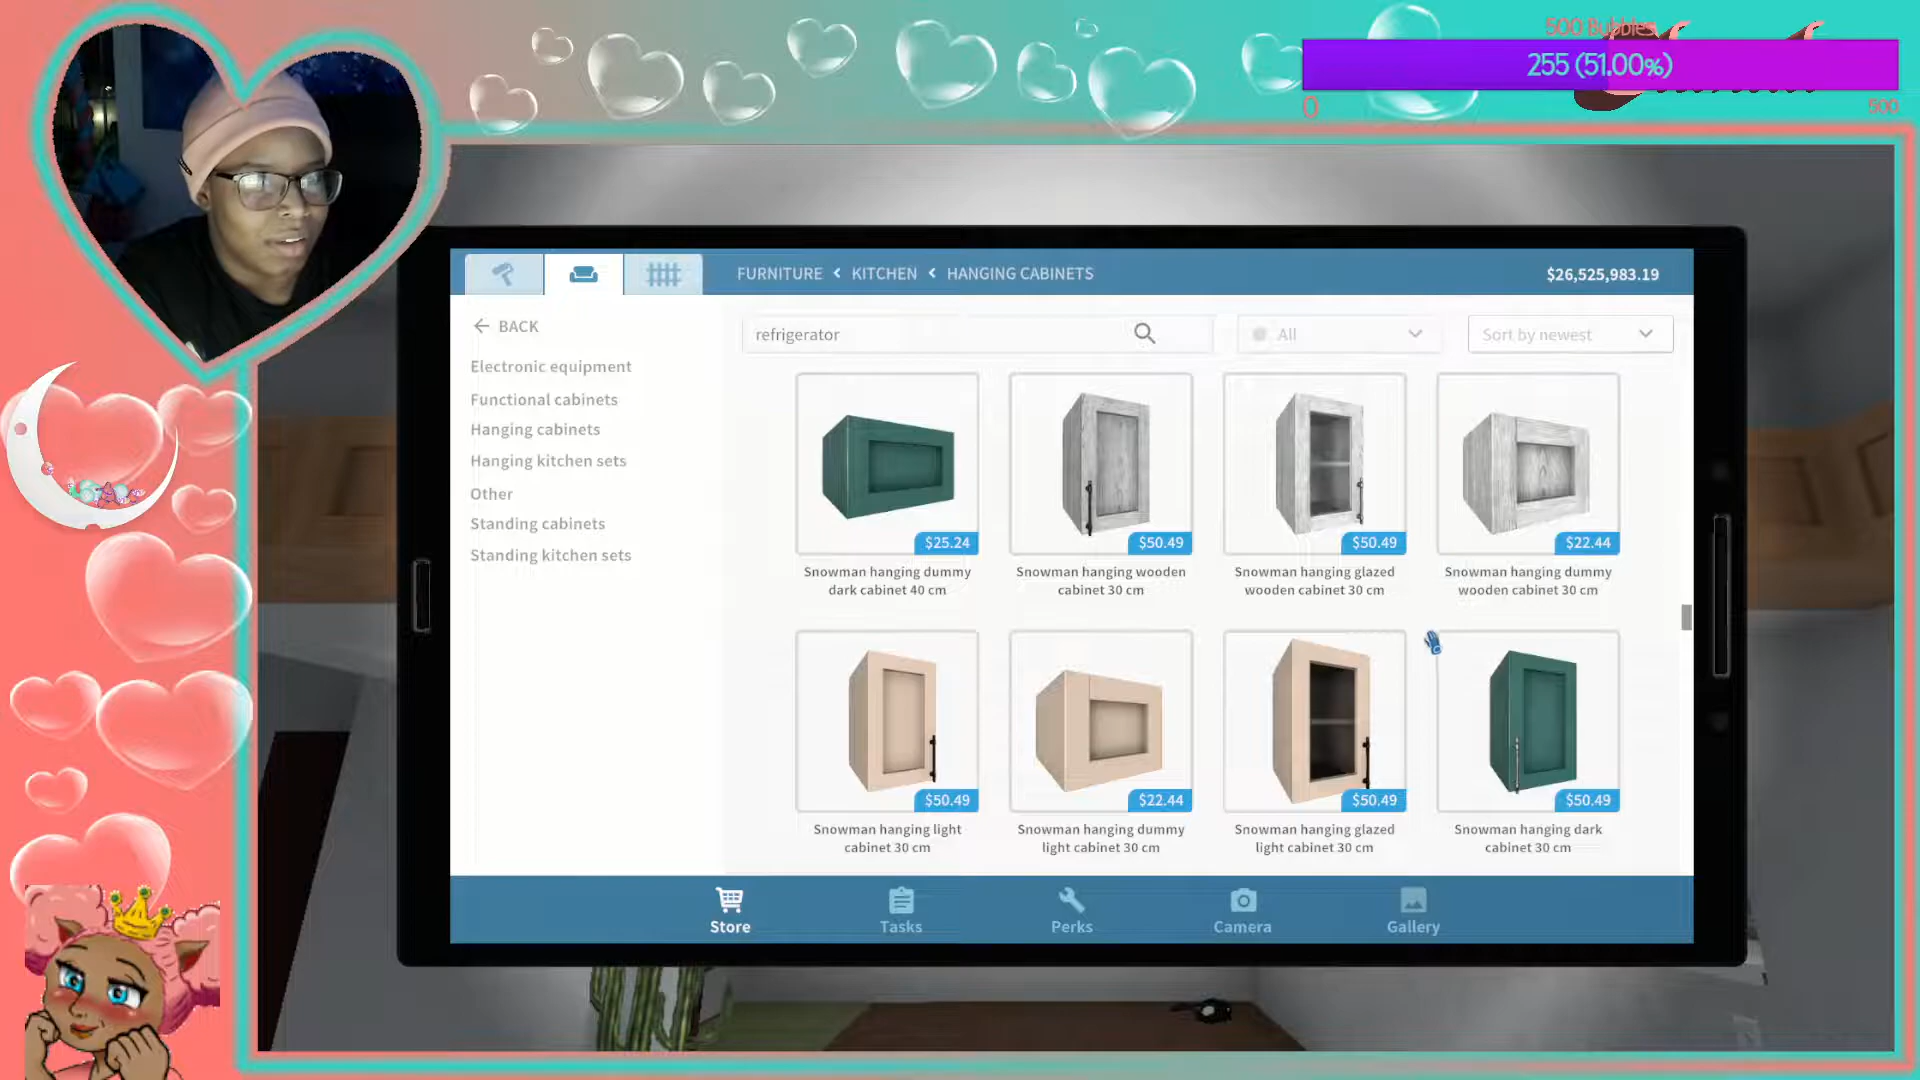 500 Bubbles
255 (51.00%)
0
500
FURNITURE < KITCHEN < HANGING CABINETS
$26,525,983.19
BACK
refrigerator
All
Sort by newest
Electronic equipment
Functional cabinets
Hanging cabinets
Hanging kitchen sets
Other
Standing cabinets
Standing kitchen sets
$25.24
$50.49
$50.49
$22.44
Snowman hanging dummy
dark cabinet 40 cm
Snowman hanging wooden
cabinet 30 cm
Snowman hanging glazed
wooden cabinet 30 cm
Snowman hanging dummy
wooden cabinet 30 cm
$50.49
$22.44
$50.49
$50.49
Snowman hanging light
cabinet 30 cm
Snowman hanging dummy
light cabinet 30 cm
Snowman hanging glazed
light cabinet 30 cm
Snowman hanging dark
cabinet 30 cm
Store
Tasks
Perks
Camera
Gallery